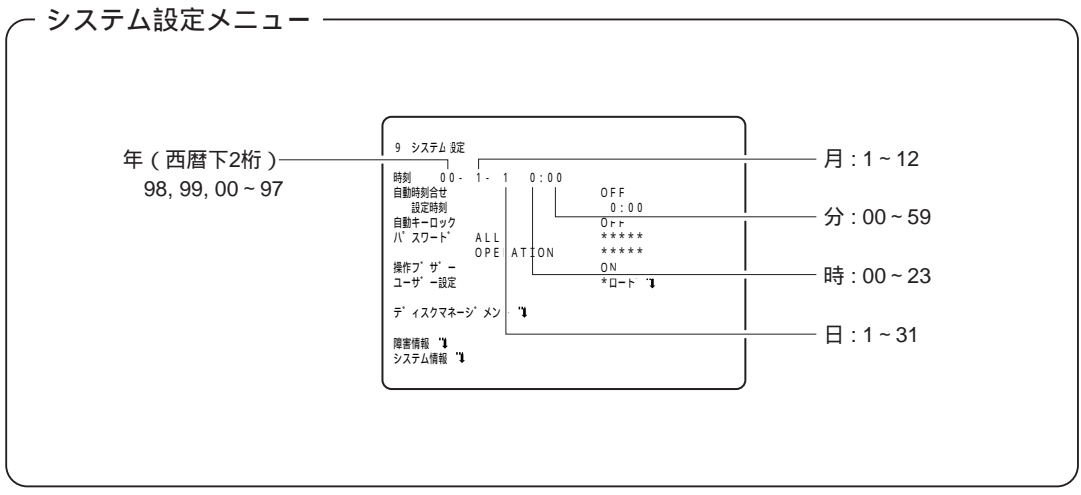 システム設定メニュー
年（西暦下2桁）
98, 99, 00～97
9 システム設定
時刻 00- 1- 1 0:00
自動時刻合せ OFF
設定時刻 0:00
自動キーロック OFF
パスワード ALL *****
OPERATION *****
操作ブザー ON
ユーザー設定 *ロード
ディスクマネージメント
障害情報
システム情報
月 : 1～12
分 : 00～59
時 : 00～23
日 : 1～31